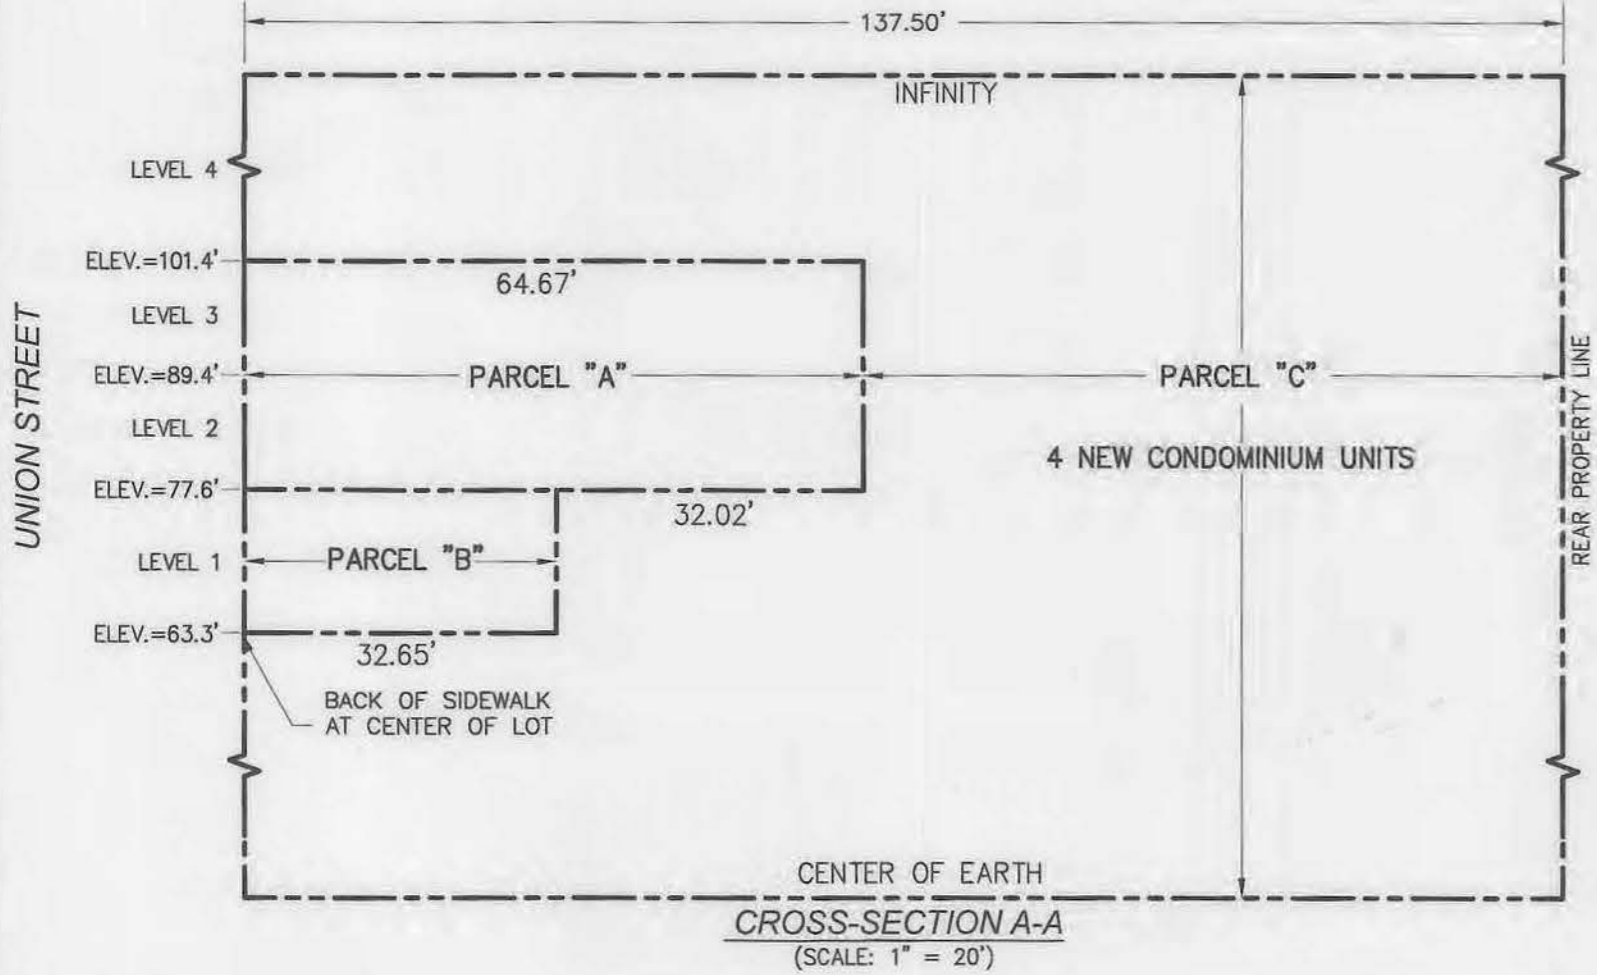 137.50'
INFINITY
LEVEL 4
ELEV.=101.4'
64.67'
LEVEL 3
UNION STREET
ELEV.=89.4'
PARCEL "A"
PARCEL "C"
REAR PROPERTY LINE
LEVEL 2
4 NEW CONDOMINIUM UNITS
ELEV.=77.6'
32.02'
LEVEL 1
PARCEL "B"
ELEV.=63.3'
32.65'
BACK OF SIDEWALK
AT CENTER OF LOT
CENTER OF EARTH
CROSS-SECTION A-A
(SCALE: 1" = 20')